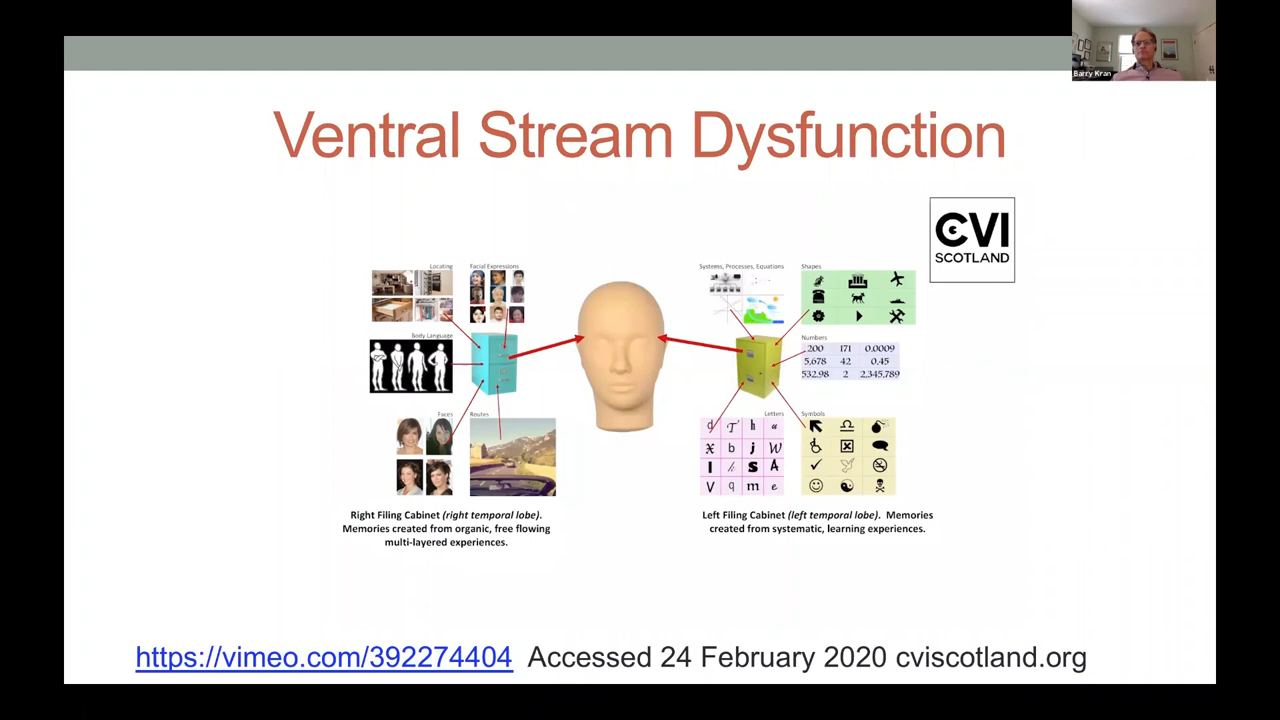 Barry Kran
Ventral Stream Dysfunction
CVI
SCOTLAND
Locating
Facial Expressions
Body Language
Faces
Routes
Systems, Processes, Equations
Shapes
Numbers
200 171 0.0009
5,678 42 0.45
532.98 2 2,345,789
Letters
d T h u
x b j W
I h S A
V q m e
Symbols
Right Filing Cabinet (right temporal lobe).
Memories created from organic, free flowing
multi-layered experiences.
Left Filing Cabinet (left temporal lobe). Memories
created from systematic, learning experiences.
https://vimeo.com/392274404 Accessed 24 February 2020 cviscotland.org